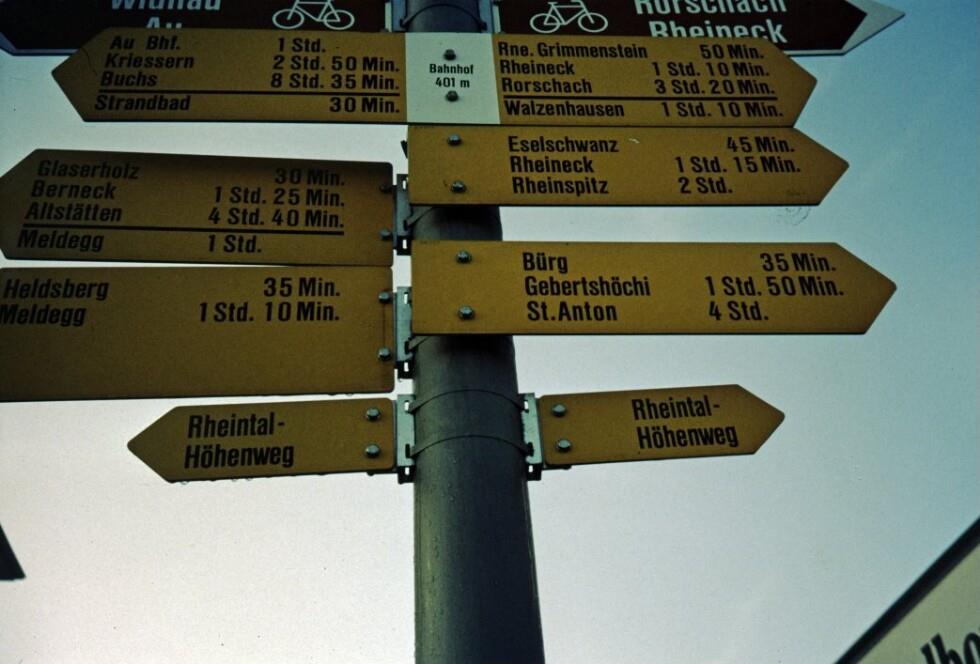 Widnau
Au
Rorschach
Rheineck
Au Bhf. 1 Std.
Kriessern 2 Std. 50 Min.
Buchs 8 Std. 35 Min.
Strandbad 30 Min.
Bahnhof
401 m
Rne. Grimmenstein 50 Min.
Rheineck 1 Std. 10 Min.
Rorschach 3 Std. 20 Min.
Walzenhausen 1 Std. 10 Min.
Eselschwanz 45 Min.
Rheineck 1 Std. 15 Min.
Rheinspitz 2 Std.
Glaserholz 30 Min.
Berneck 1 Std. 25 Min.
Altstätten 4 Std. 40 Min.
Meldegg 1 Std.
Bürg 35 Min.
Gebertshöchi 1 Std. 50 Min.
St. Anton 4 Std.
Heldsberg 35 Min.
Meldegg 1 Std. 10 Min.
Rheintal-
Höhenweg
Rheintal-
Höhenweg